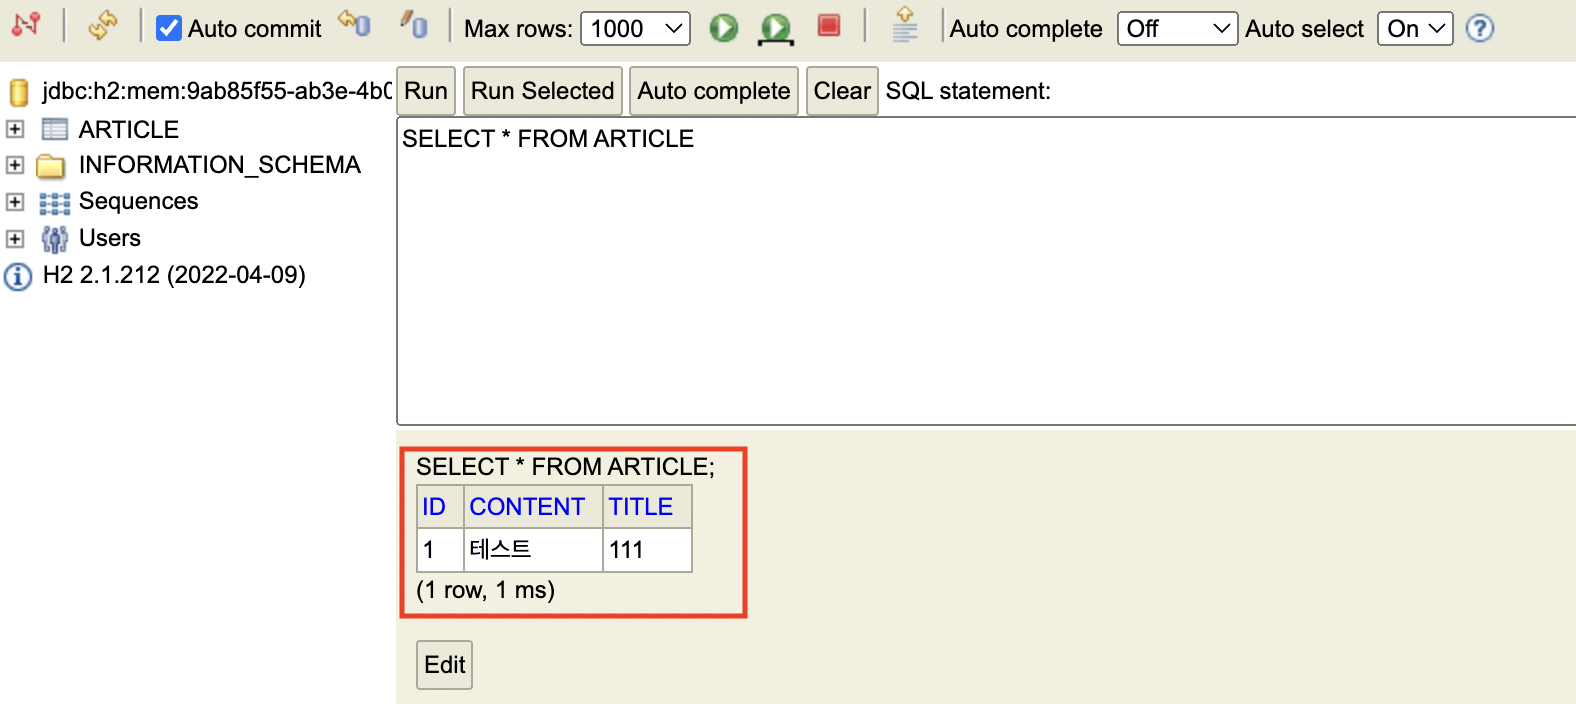 Auto commit Max rows: 1000 Auto complete Off Auto select On
jdbc:h2:mem:9ab85f55-ab3e-4b0
ARTICLE
INFORMATION_SCHEMA
Sequences
Users
H2 2.1.212 (2022-04-09)
Run Run Selected Auto complete Clear SQL statement:
SELECT * FROM ARTICLE
SELECT * FROM ARTICLE;
ID CONTENT TITLE
1 테스트 111
(1 row, 1 ms)
Edit